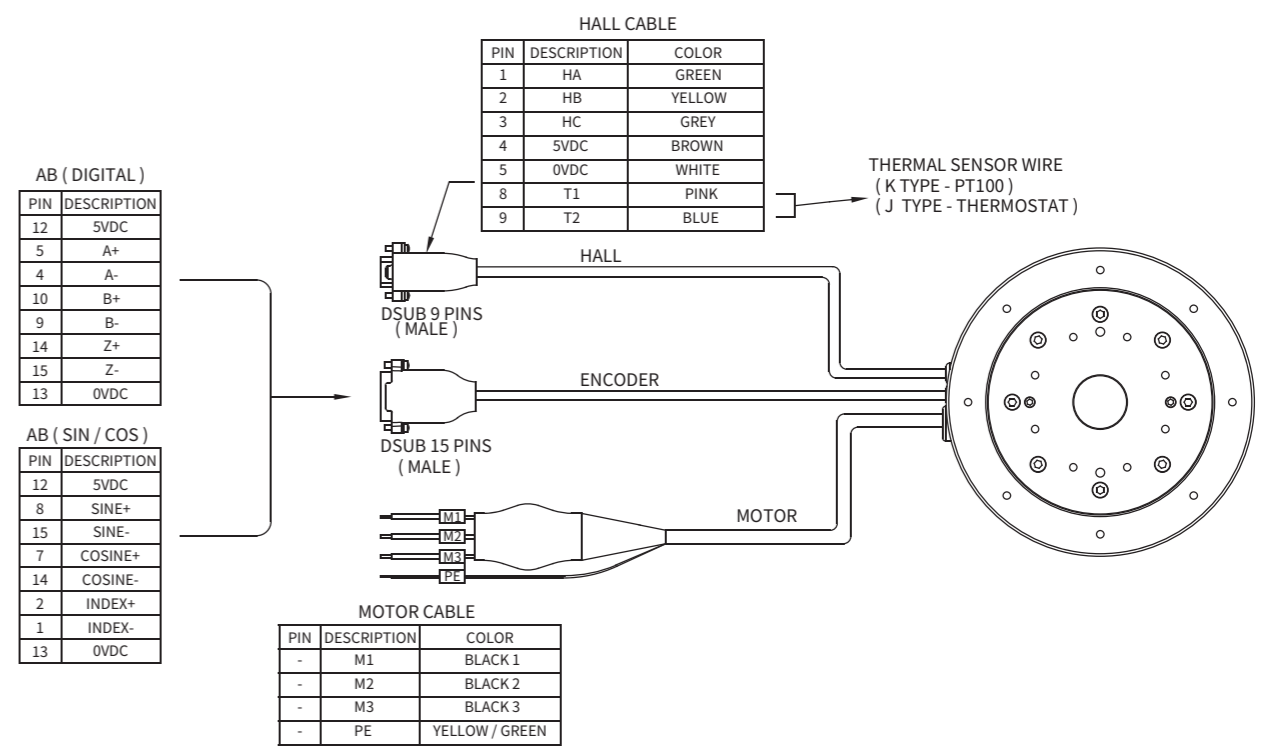 HALL CABLE
PIN DESCRIPTION COLOR
1 HA GREEN
2 HB YELLOW
3 HC GREY
4 5VDC BROWN
5 0VDC WHITE
8 T1 PINK
9 T2 BLUE
THERMAL SENSOR WIRE
( K TYPE - PT100 )
( J TYPE - THERMOSTAT )
AB ( DIGITAL )
PIN DESCRIPTION
12 5VDC
5 A+
4 A-
10 B+
9 B-
14 Z+
15 Z-
13 0VDC
AB ( SIN / COS )
PIN DESCRIPTION
12 5VDC
8 SINE+
15 SINE-
7 COSINE+
14 COSINE-
2 INDEX+
1 INDEX-
13 0VDC
HALL
DSUB 9 PINS
( MALE )
ENCODER
DSUB 15 PINS
( MALE )
MOTOR
M1
M2
M3
PE
MOTOR CABLE
PIN DESCRIPTION COLOR
- M1 BLACK 1
- M2 BLACK 2
- M3 BLACK 3
- PE YELLOW / GREEN